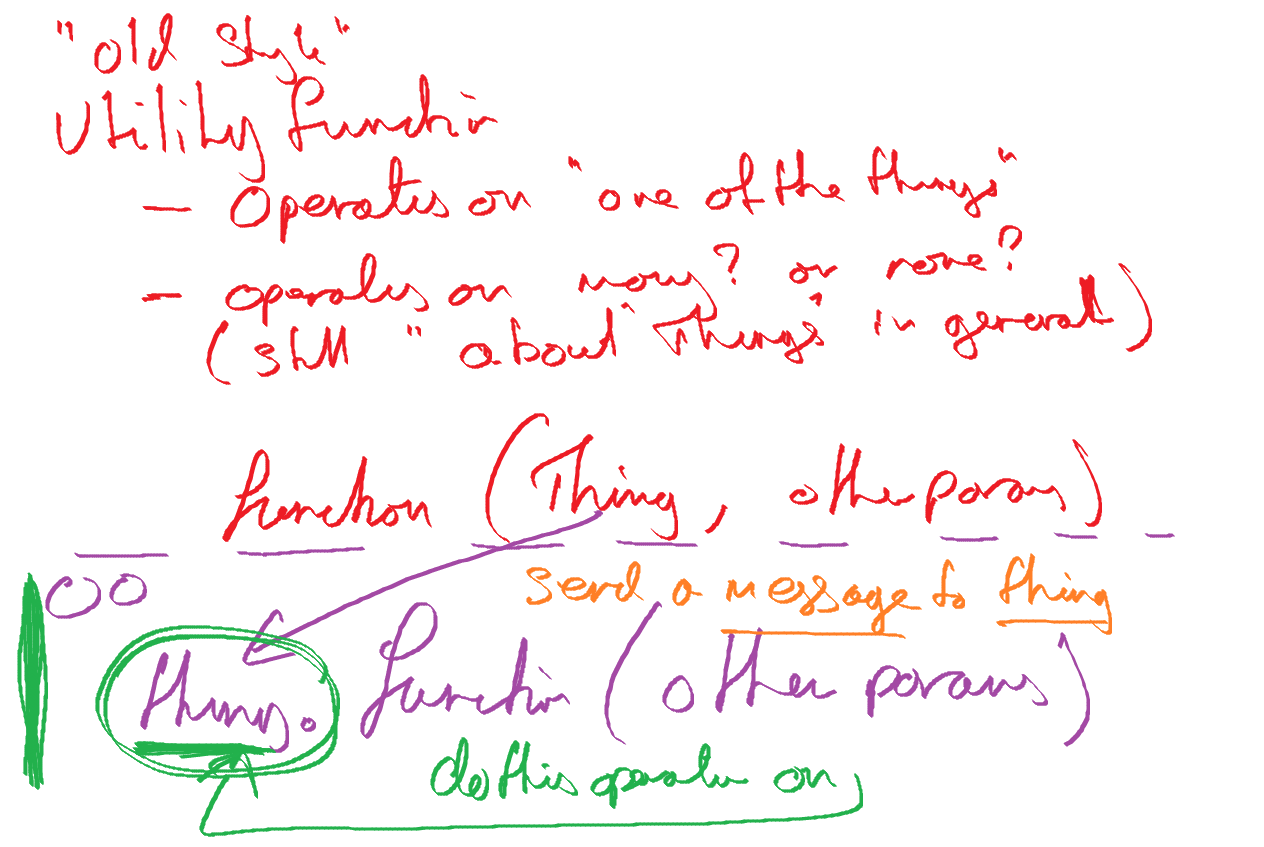 "Old Style"
Utility function
- Operates on "one of the things"
- operates on many? or none?
(still "about" Things in general)
function (Thing, other params)
OO
send a message to thing
thing. function (other params)
do this operation on